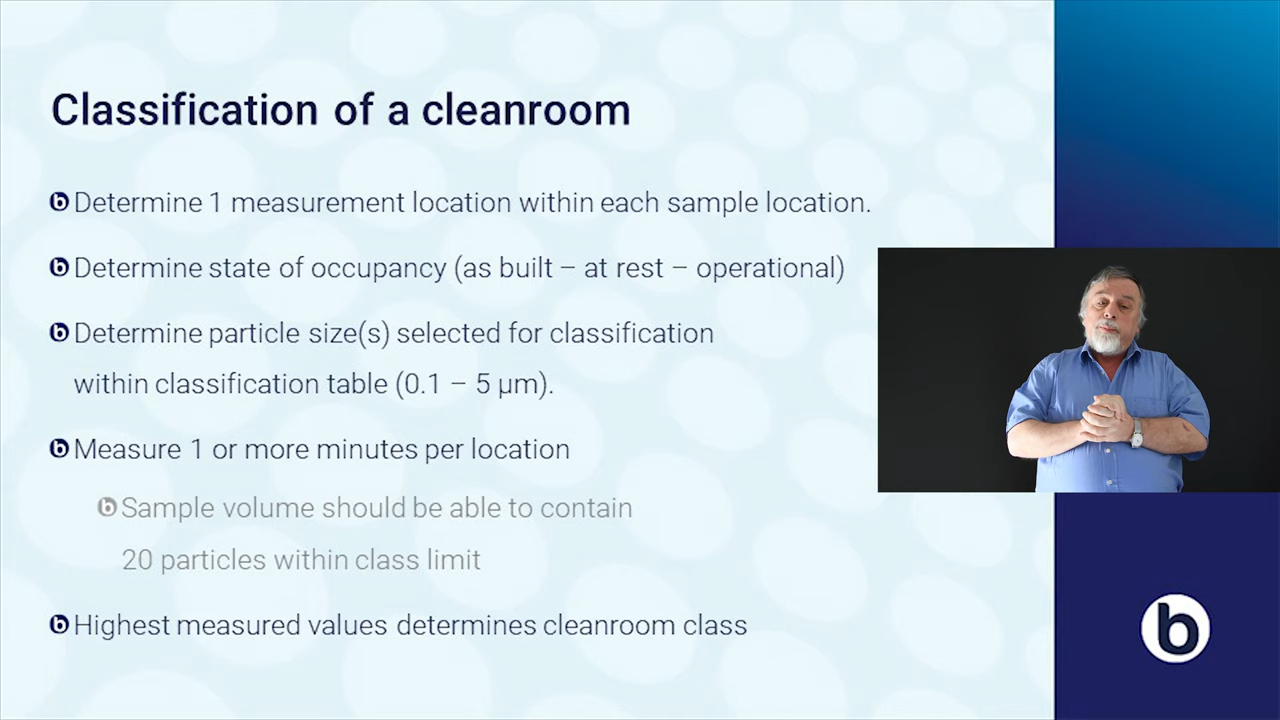 Classification of a cleanroom
Determine 1 measurement location within each sample location.
Determine state of occupancy (as built – at rest – operational)
Determine particle size(s) selected for classification
within classification table (0.1 – 5 µm).
Measure 1 or more minutes per location
Sample volume should be able to contain
20 particles within class limit
Highest measured values determines cleanroom class
b